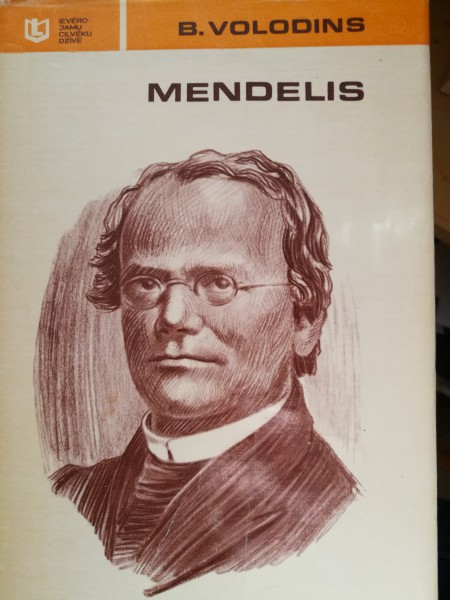 IEVĒRO
JAMU
CILVĒKU
DZĪVE
B. VOLODINS
MENDELIS